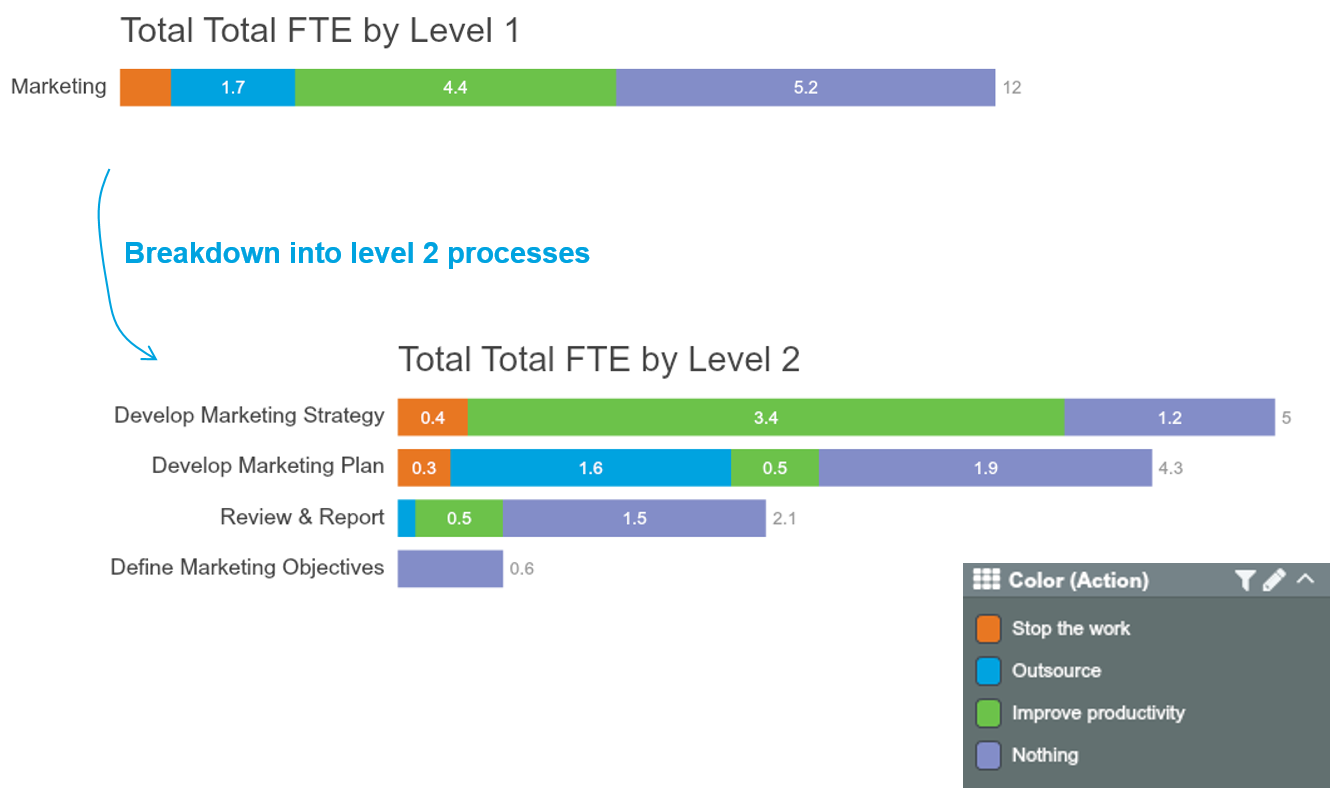 Total Total FTE by Level 1
Marketing 1.7 4.4 5.2 12
Breakdown into level 2 processes
Total Total FTE by Level 2
Develop Marketing Strategy 0.4 3.4 1.2 5
Develop Marketing Plan 0.3 1.6 0.5 1.9 4.3
Review & Report 0.5 1.5 2.1
Define Marketing Objectives 0.6
Color (Action)
Stop the work
Outsource
Improve productivity
Nothing